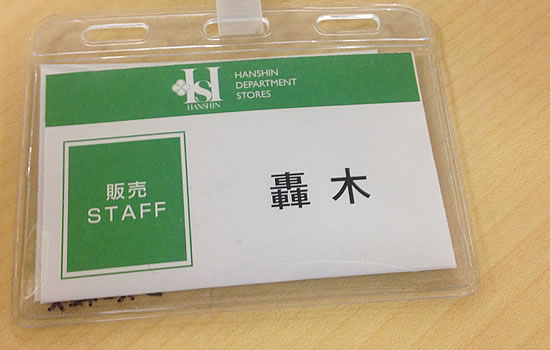 HANSHIN
HANSHIN
DEPARTMENT
STORES
販売
STAFF
轟木